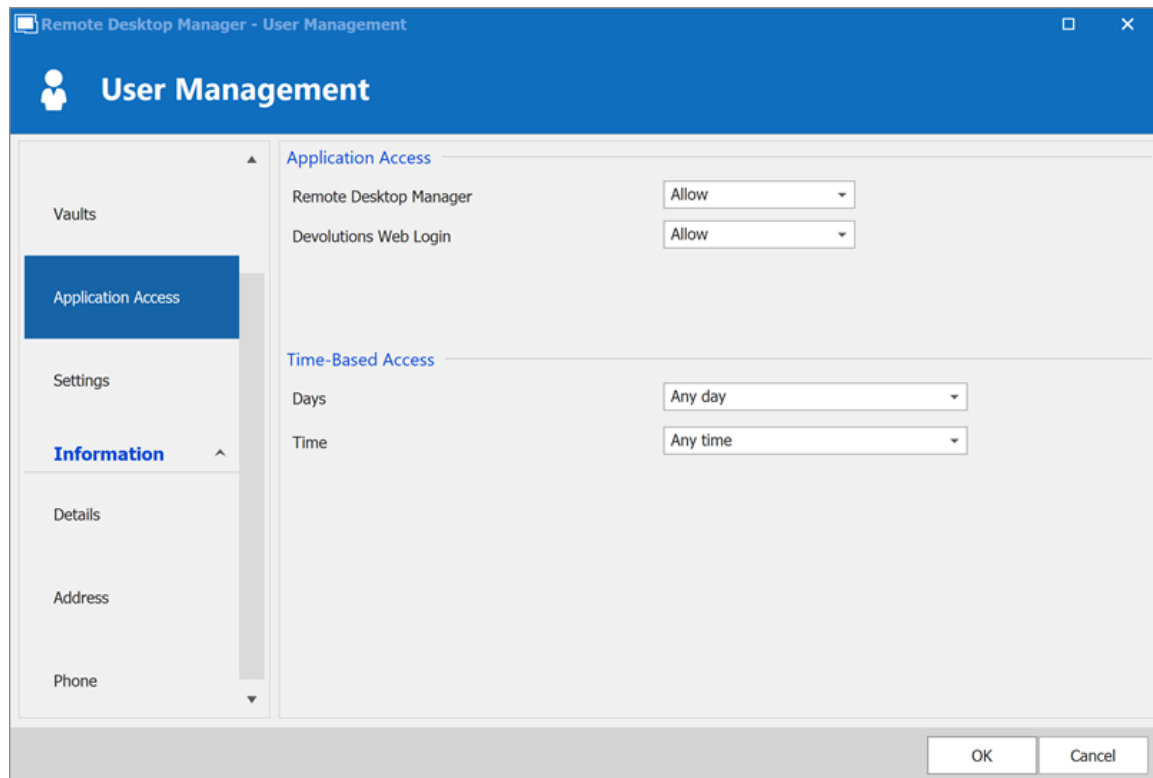 Remote Desktop Manager - User Management
User Management
Vaults
Application Access
Settings
Information
Details
Address
Phone
Application Access
Remote Desktop Manager Allow
Devolutions Web Login Allow
Time-Based Access
Days Any day
Time Any time
OK Cancel